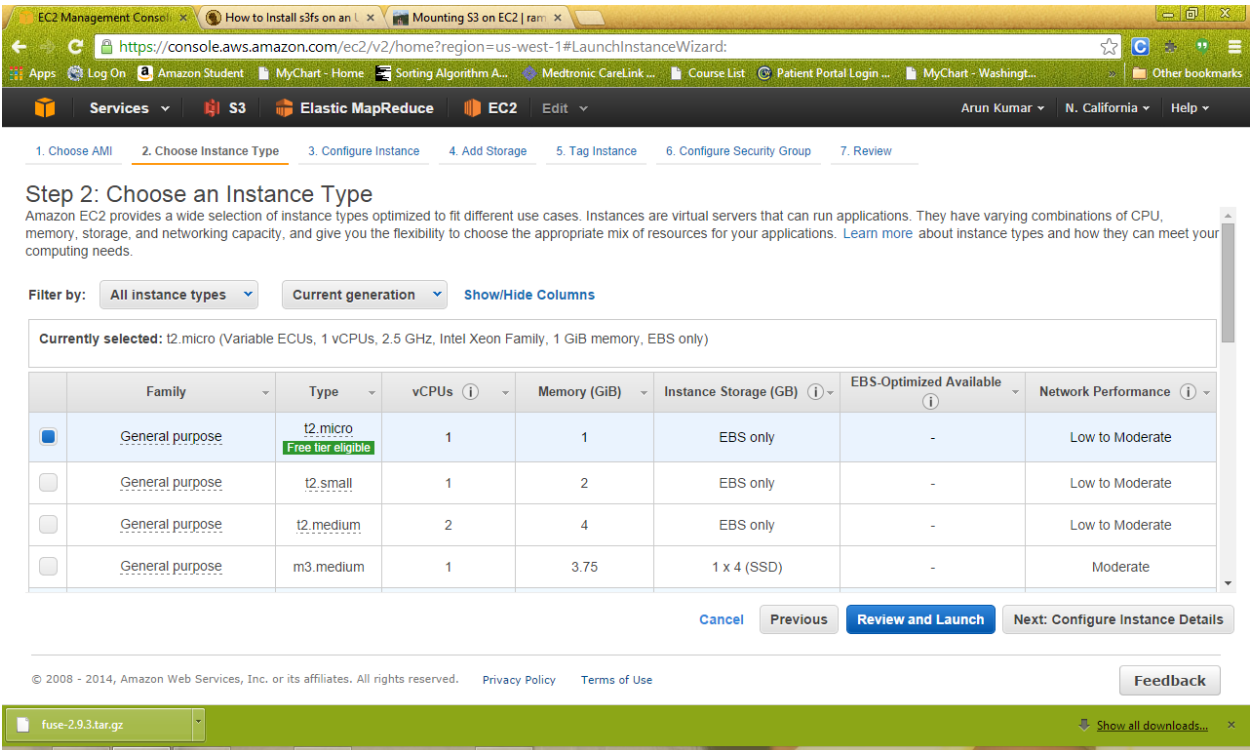 EC2 Management Consol
How to Install s3fs on an
Mounting S3 on EC2 | ram
https://console.aws.amazon.com/ec2/v2/home?region=us-west-1#LaunchInstanceWizard:
Apps Log On Amazon Student MyChart - Home Sorting Algorithm A... Medtronic CareLink ... Course List Patient Portal Login ... MyChart - Washingt... » Other bookmarks
Services S3 Elastic MapReduce EC2 Edit Arun Kumar N. California Help
1. Choose AMI 2. Choose Instance Type 3. Configure Instance 4. Add Storage 5. Tag Instance 6. Configure Security Group 7. Review
Step 2: Choose an Instance Type
Amazon EC2 provides a wide selection of instance types optimized to fit different use cases. Instances are virtual servers that can run applications. They have varying combinations of CPU,
memory, storage, and networking capacity, and give you the flexibility to choose the appropriate mix of resources for your applications. Learn more about instance types and how they can meet your
computing needs.
Filter by: All instance types Current generation Show/Hide Columns
Currently selected: t2.micro (Variable ECUs, 1 vCPUs, 2.5 GHz, Intel Xeon Family, 1 GiB memory, EBS only)
Family Type vCPUs Memory (GiB) Instance Storage (GB) EBS-Optimized Available Network Performance
General purpose t2.micro 1 1 EBS only - Low to Moderate
Free tier eligible
General purpose t2.small 1 2 EBS only - Low to Moderate
General purpose t2.medium 2 4 EBS only - Low to Moderate
General purpose m3.medium 1 3.75 1 x 4 (SSD) - Moderate
Cancel Previous Review and Launch Next: Configure Instance Details
© 2008 - 2014, Amazon Web Services, Inc. or its affiliates. All rights reserved. Privacy Policy Terms of Use Feedback
fuse-2.9.3.tar.gz Show all downloads...